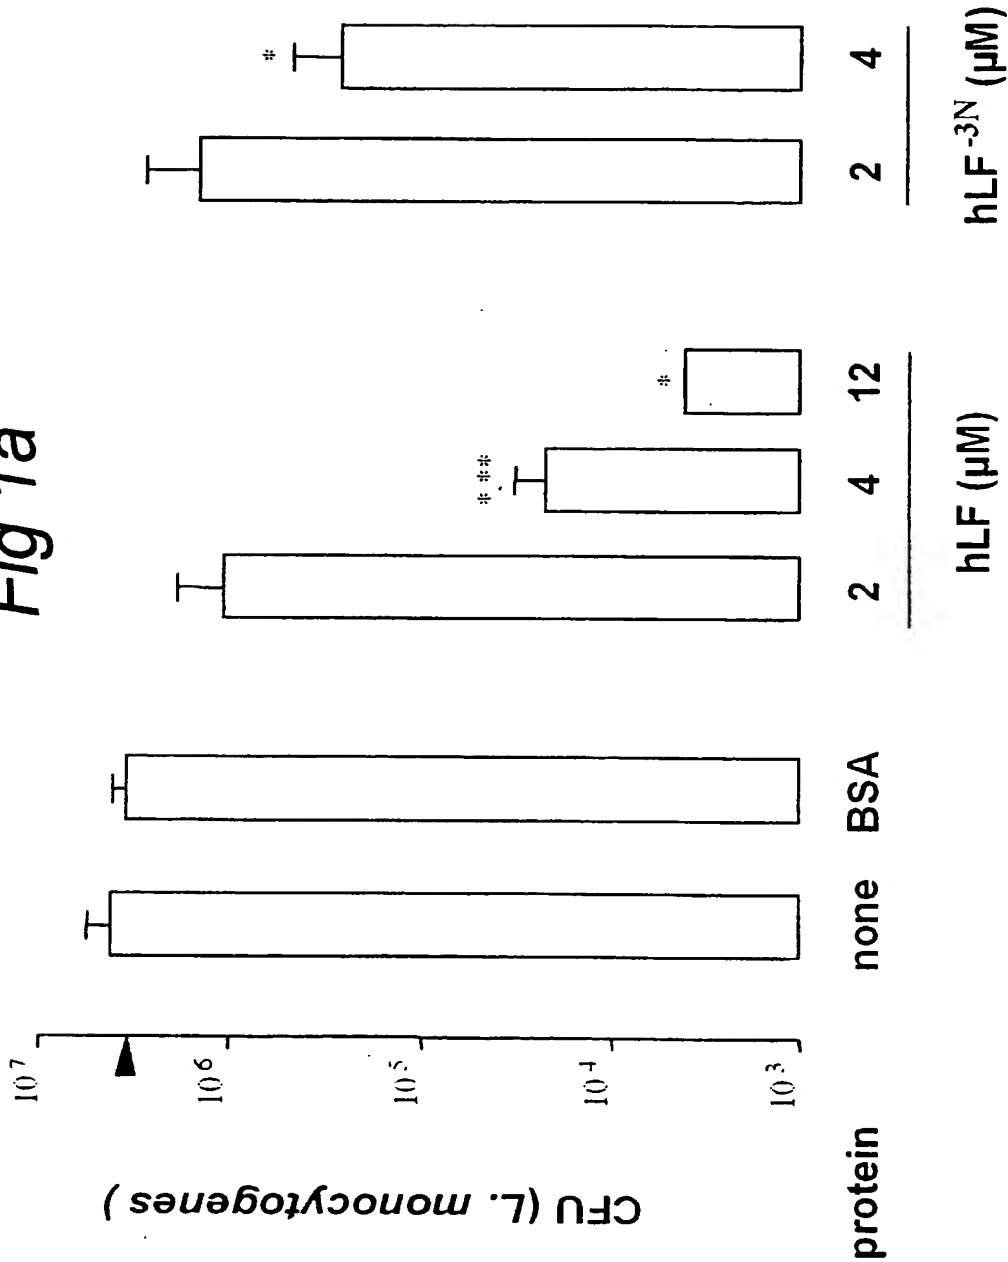 Fig 1a
CFU (L. monocytogenes)
10⁷
10⁶
10⁵
10⁴
10³
* * *
*
*
protein none BSA 2 4 12 2 4
hLF (µM) hLF⁻³ᴺ (µM)